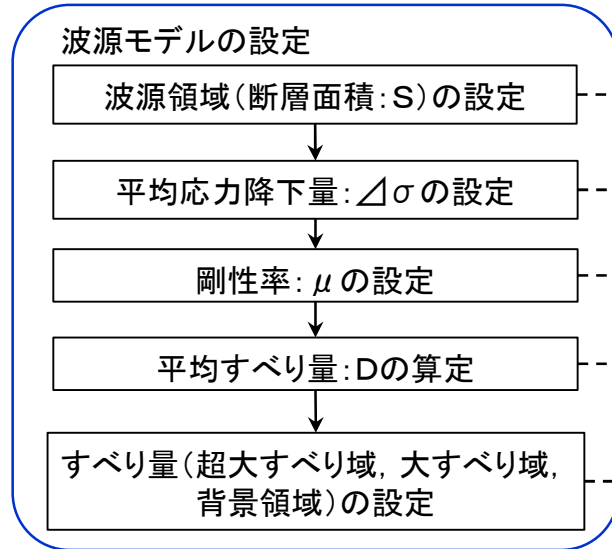 波源モデルの設定
波源領域(断層面積:S)の設定
平均応力降下量:⊿σの設定
剛性率:μの設定
平均すべり量:Dの算定
すべり量(超大すべり域,大すべり域,
背景領域)の設定